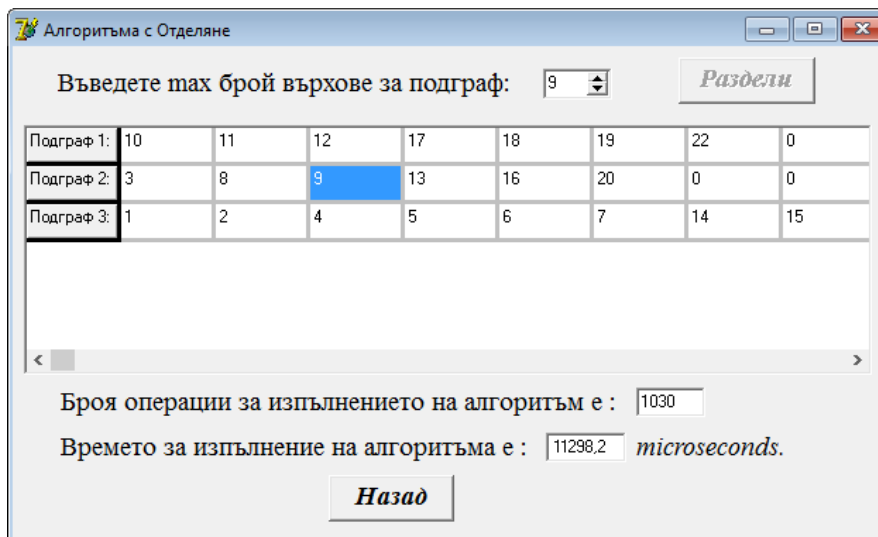 Алгоритъма с Отделяне
Въведете max брой върхове за подграф: 9 Раздели
Подграф 1: 10 11 12 17 18 19 22 0
Подграф 2: 3 8 9 13 16 20 0 0
Подграф 3: 1 2 4 5 6 7 14 15
Броя операции за изпълнението на алгоритъм е : 1030
Времето за изпълнение на алгоритъма е : 11298,2 microseconds.
Назад